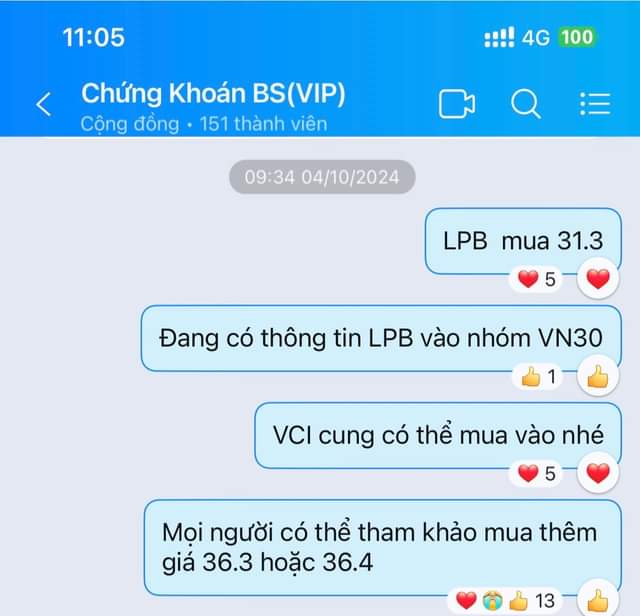 11:05
4G 100
Chứng Khoán BS(VIP)
Cộng đồng • 151 thành viên
09:34 04/10/2024
LPB mua 31.3
5
Đang có thông tin LPB vào nhóm VN30
1
VCI cung có thể mua vào nhé
5
Mọi người có thể tham khảo mua thêm
giá 36.3 hoặc 36.4
13